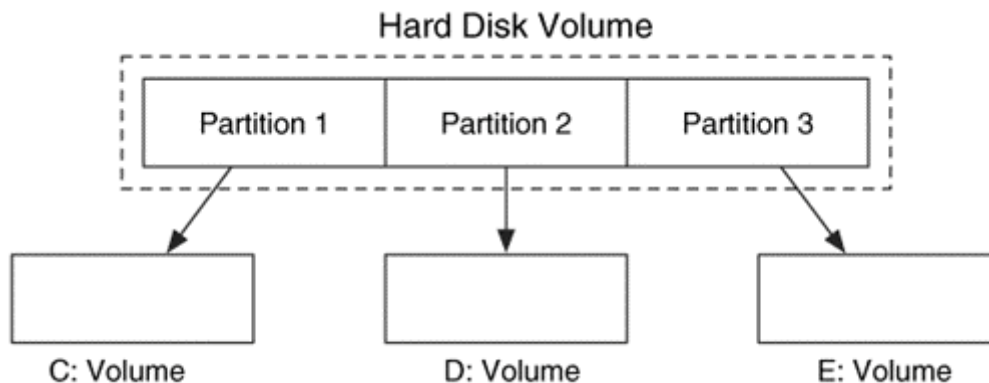 Hard Disk Volume
Partition 1 Partition 2 Partition 3
C: Volume D: Volume E: Volume